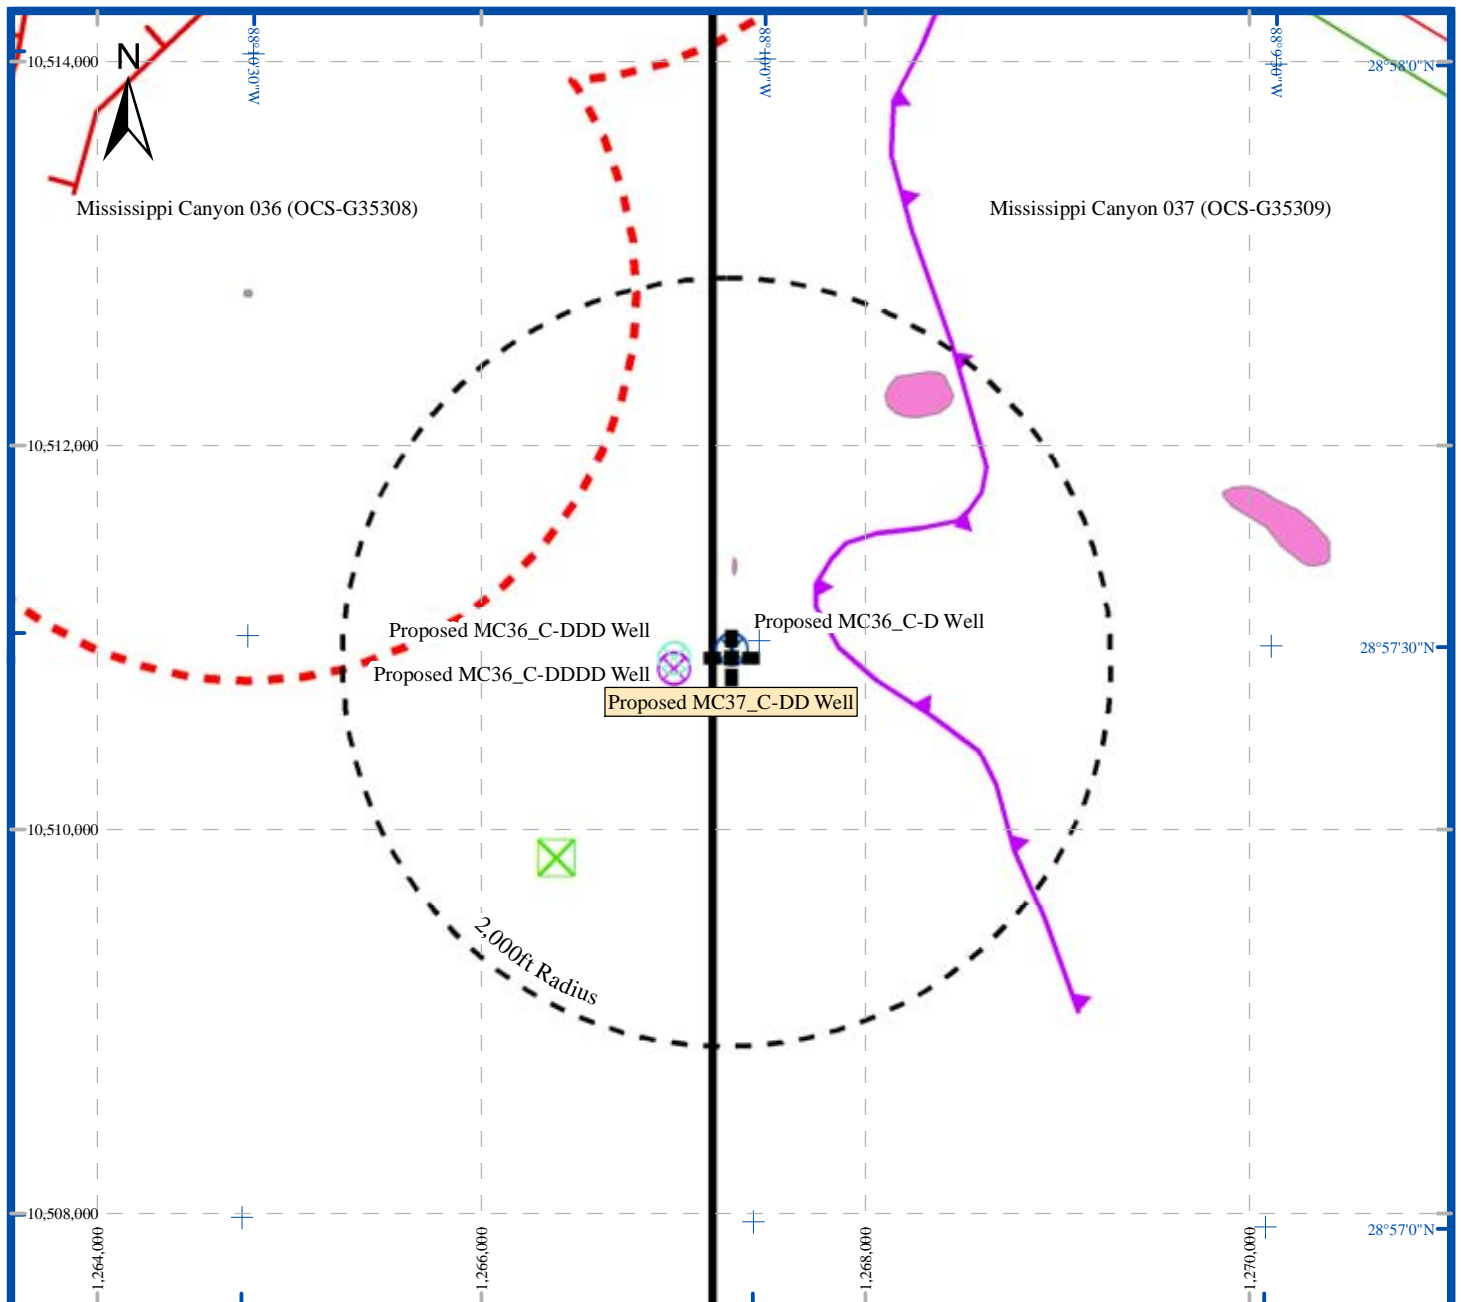 88°10'30"W
88°10'0"W
88°9'30"W
N
10,514,000
28°58'0"N
Mississippi Canyon 036 (OCS-G35308)
Mississippi Canyon 037 (OCS-G35309)
10,512,000
Proposed MC36_C-D Well
Proposed MC36_C-DDD Well
28°57'30"N
Proposed MC36_C-DDDD Well
Proposed MC37_C-DD Well
10,510,000
2,000ft Radius
10,508,000
28°57'0"N
1,264,000
1,266,000
1,268,000
1,270,000